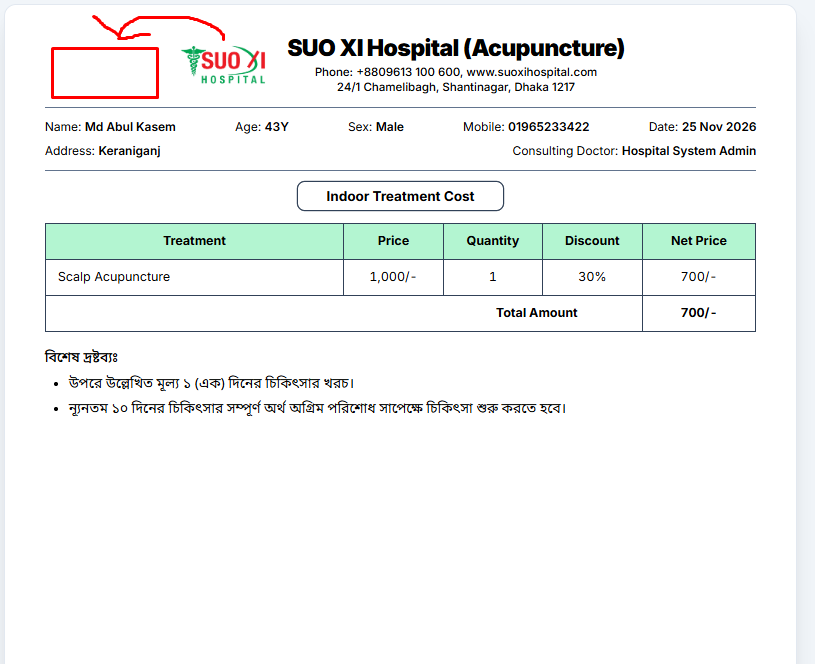 SUO XI
HOSPITAL
SUO XI Hospital (Acupuncture)
Phone: +8809613 100 600, www.suoxihospital.com
24/1 Chamelibagh, Shantinagar, Dhaka 1217
Name: Md Abul Kasem Age: 43Y Sex: Male Mobile: 01965233422 Date: 25 Nov 2026
Address: Keraniganj Consulting Doctor: Hospital System Admin
Indoor Treatment Cost
Treatment Price Quantity Discount Net Price
Scalp Acupuncture 1,000/- 1 30% 700/-
Total Amount 700/-
বিশেষ দ্রষ্টব্যঃ
• উপরে উল্লেখিত মূল্য ১ (এক) দিনের চিকিৎসার খরচ।
• ন্যূনতম ১০ দিনের চিকিৎসার সম্পূর্ণ অর্থ অগ্রিম পরিশোধ সাপেক্ষে চিকিৎসা শুরু করতে হবে।